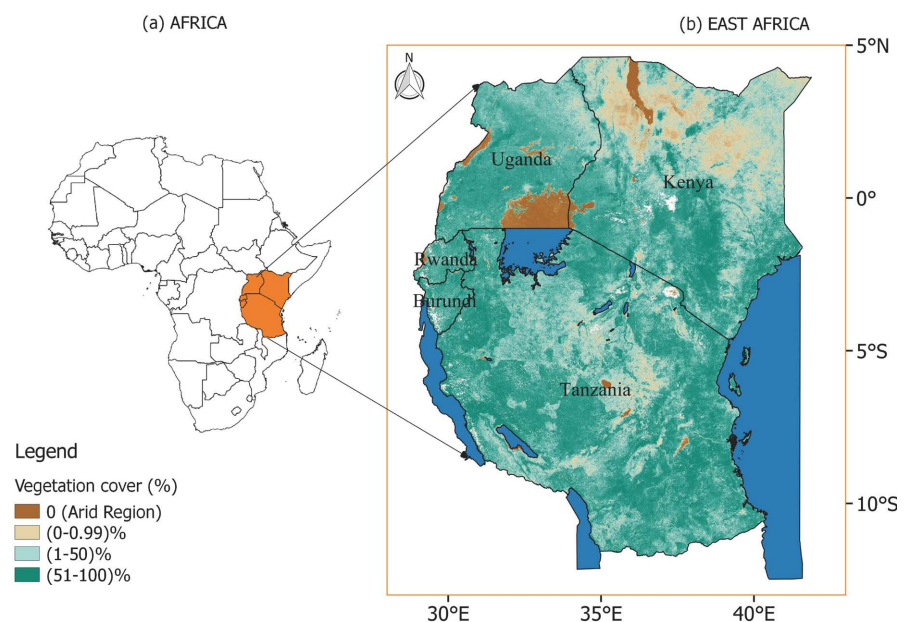 (a) AFRICA
(b) EAST AFRICA
N
5°N
Uganda
Kenya
0°
Rwanda
Burundi
5°S
Tanzania
10°S
30°E
35°E
40°E
Legend
Vegetation cover (%)
0 (Arid Region)
(0-0.99)%
(1-50)%
(51-100)%